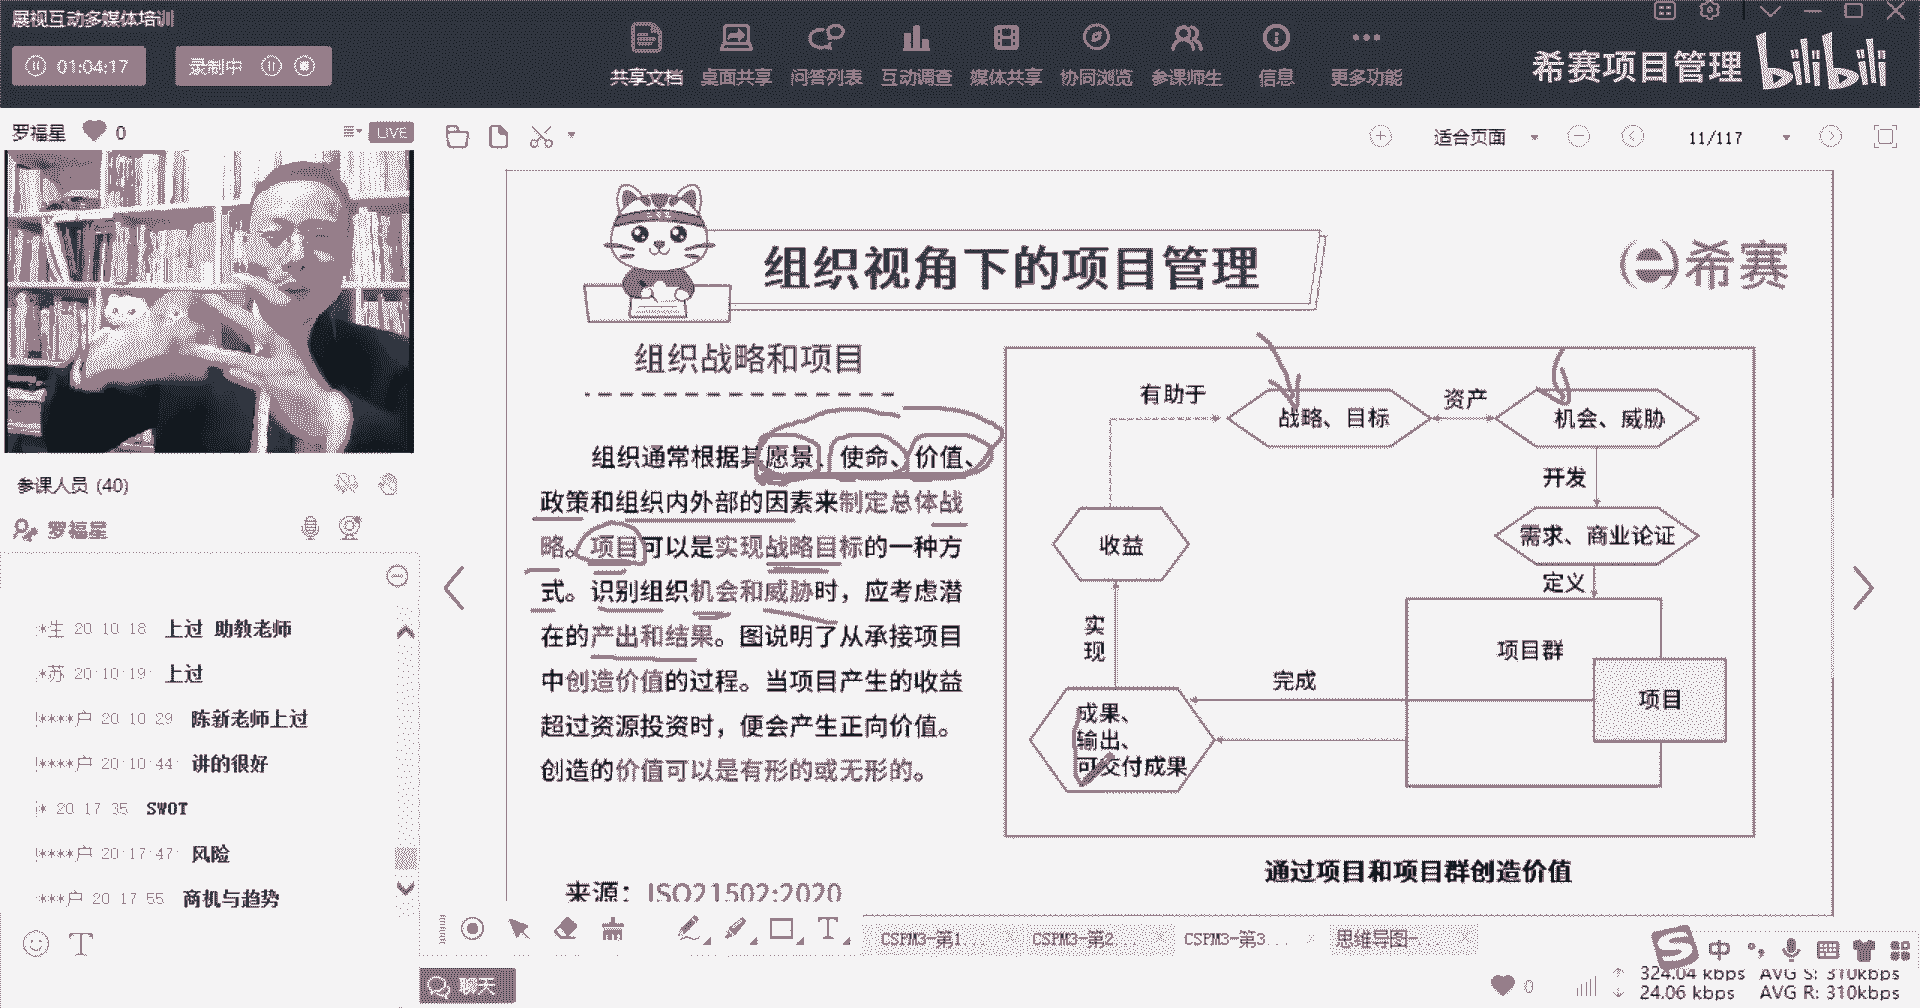 展视互动多媒体培训
01:04:17
录制中
共享文档 桌面共享 问答列表 互动调查 媒体共享 协同浏览 参课师生 信息 更多功能
希赛项目管理 bilibili
罗福星 0
LIVE
适合页面
11/117
参课人员 (40)
罗福星
*生 20 10 18 上过 助教老师
*苏 20 10 19 上过
****户 20 10 29 陈新老师上过
****户 20 10 44 讲的很好
* 20 17 35 SWOT
****户 20 17 47 风险
***户 20 17 55 商机与趋势
组织视角下的项目管理
希赛
组织战略和项目
组织通常根据其愿景、使命、价值、
政策和组织内外部的因素来制定总体战
略。项目可以是实现战略目标的一种方
式。识别组织机会和威胁时，应考虑潜
在的产出和结果。图说明了从承接项目
中创造价值的过程。当项目产生的收益
超过资源投资时，便会产生正向价值。
创造的价值可以是有形的或无形的。
来源：ISO21502:2020
有助于
战略、目标
资产
机会、威胁
开发
需求、商业论证
定义
收益
实现
项目群
项目
完成
成果、
输出、
可交付成果
通过项目和项目群创造价值
CSPM3-第1...
CSPM3-第2...
CSPM3-第3...
思维导图-...
聊天
中
0
324.04 kbps AVG S: 310kbps
24.06 kbps AVG R: 310kbps